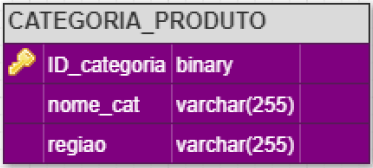 CATEGORIA_PRODUTO
ID_categoria binary
nome_cat varchar(255)
regiao varchar(255)